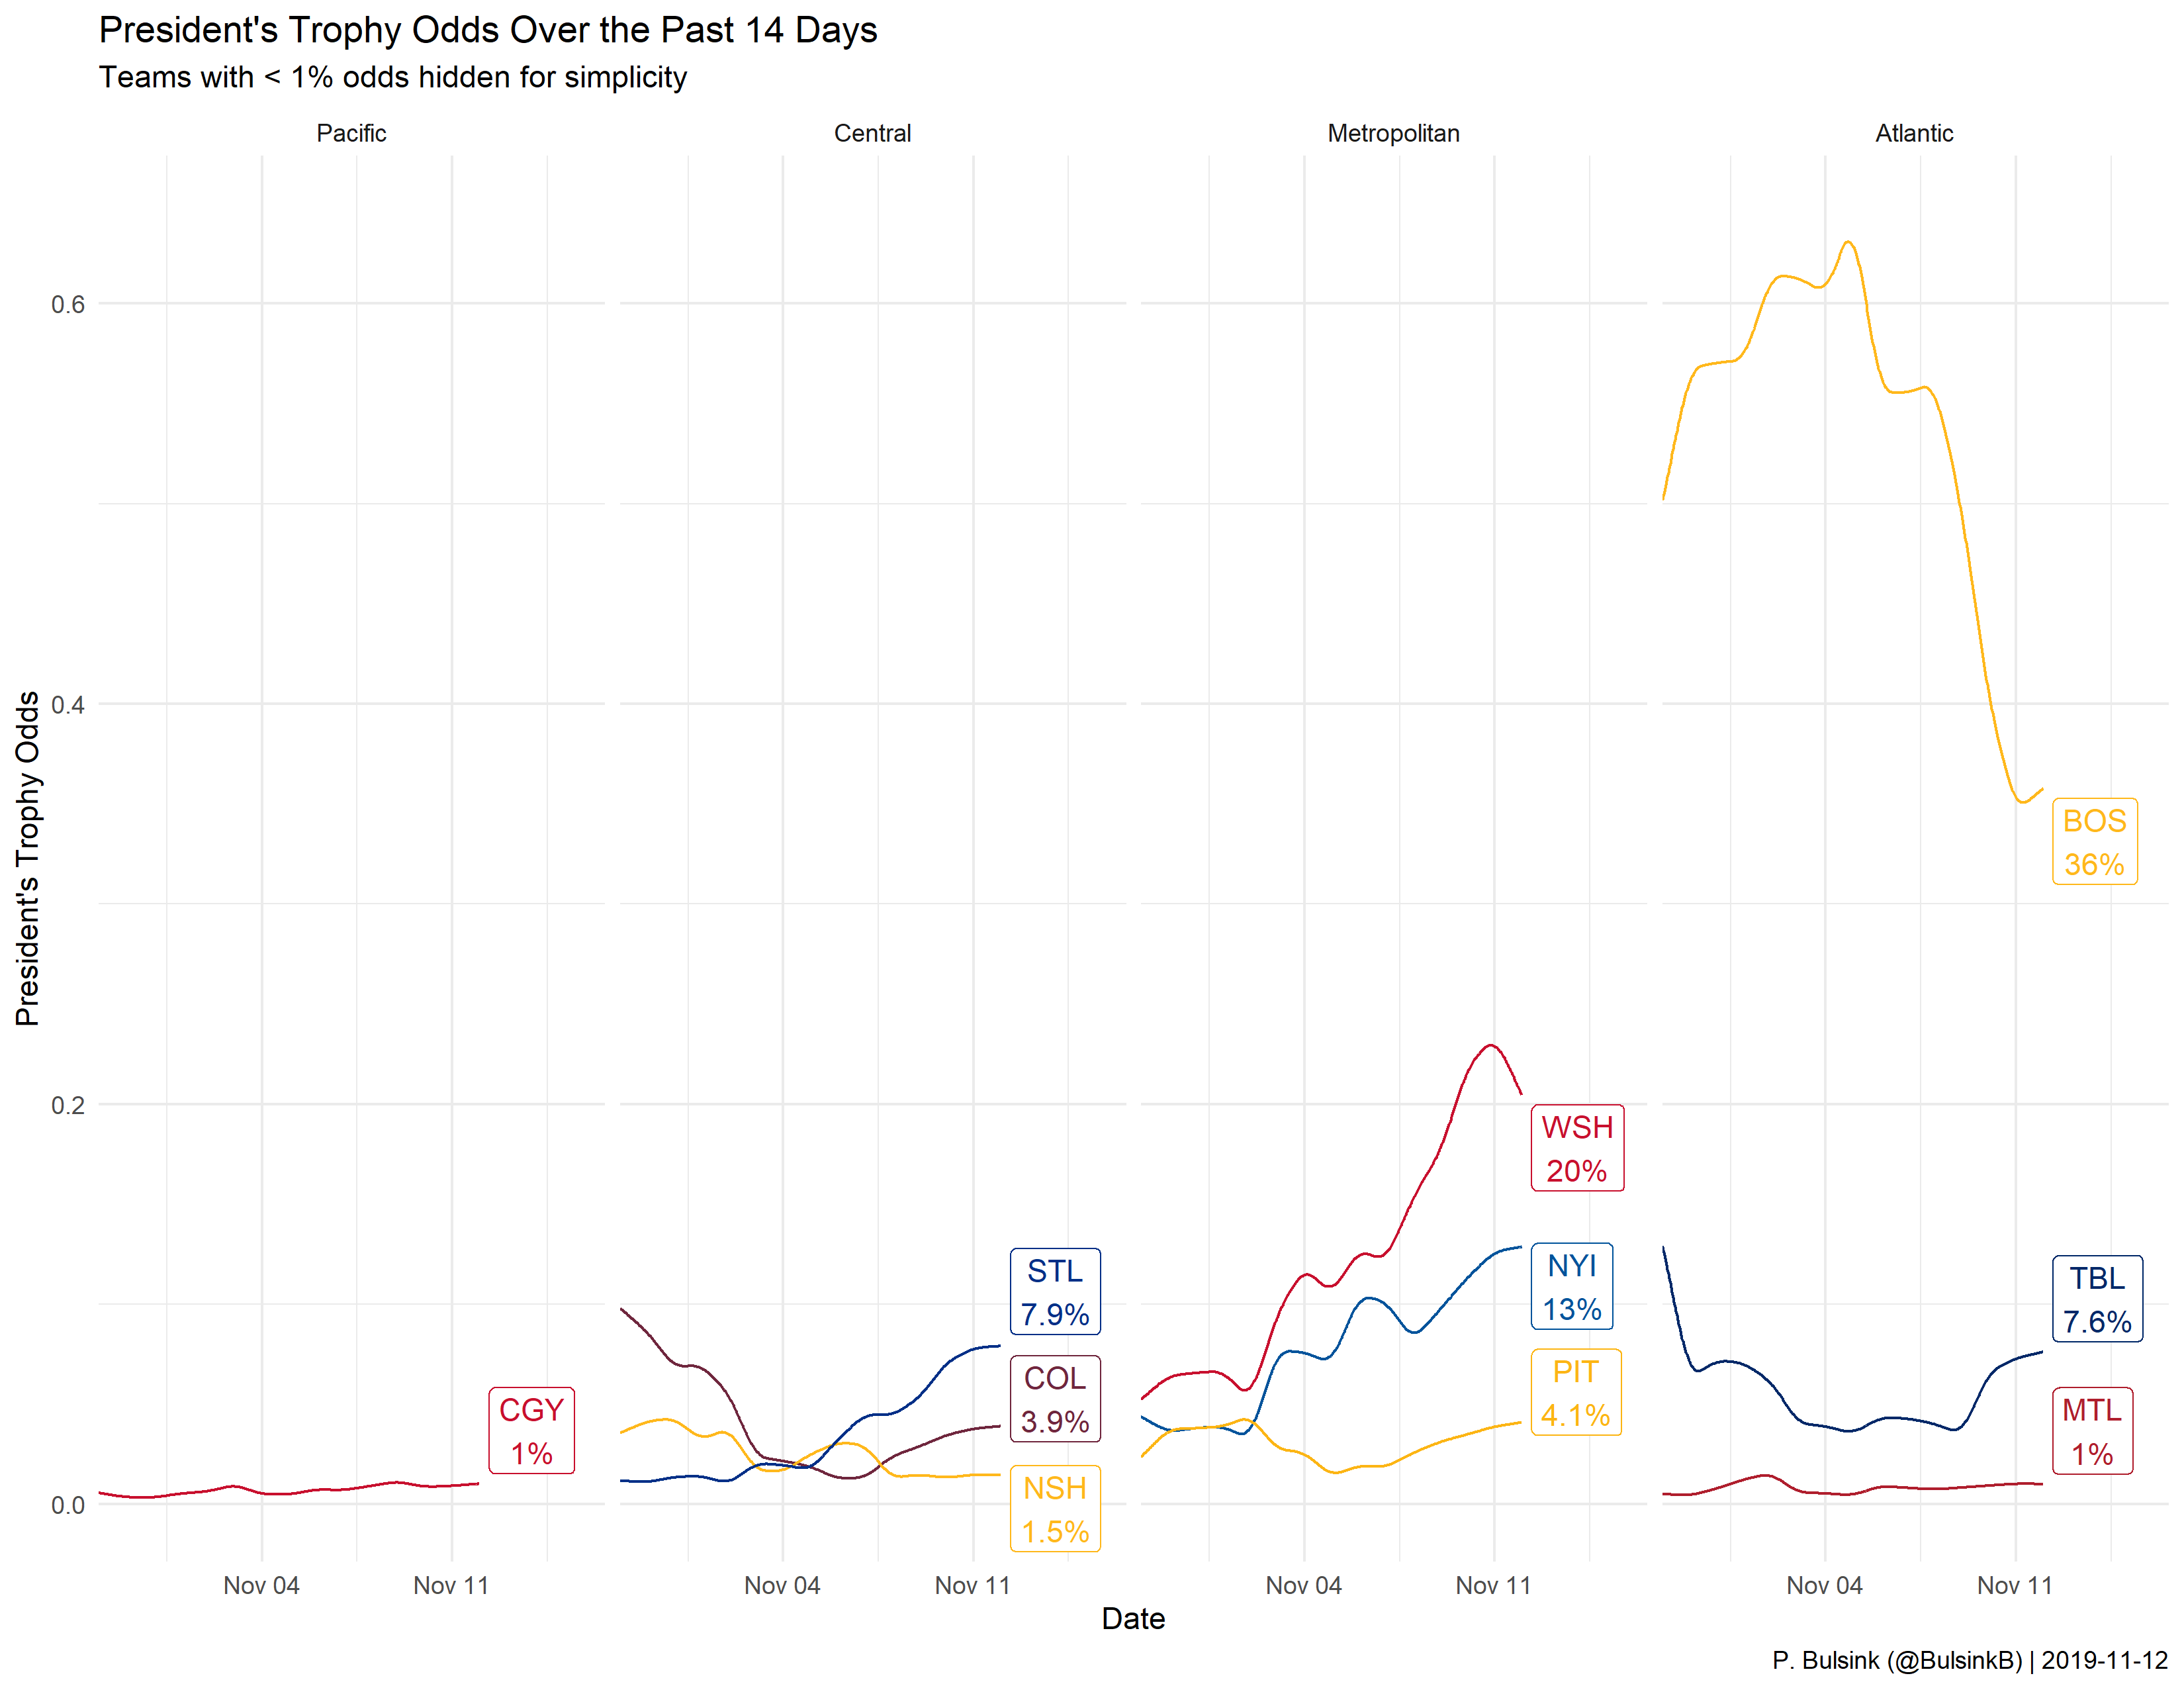 President's Trophy Odds Over the Past 14 Days
Teams with < 1% odds hidden for simplicity
Pacific
Central
Metropolitan
Atlantic
President's Trophy Odds
0.6
0.4
0.2
0.0
CGY
1%
STL
7.9%
COL
3.9%
NSH
1.5%
WSH
20%
NYI
13%
PIT
4.1%
BOS
36%
TBL
7.6%
MTL
1%
Nov 04
Nov 11
Nov 04
Nov 11
Nov 04
Nov 11
Nov 04
Nov 11
Date
P. Bulsink (@BulsinkB) | 2019-11-12